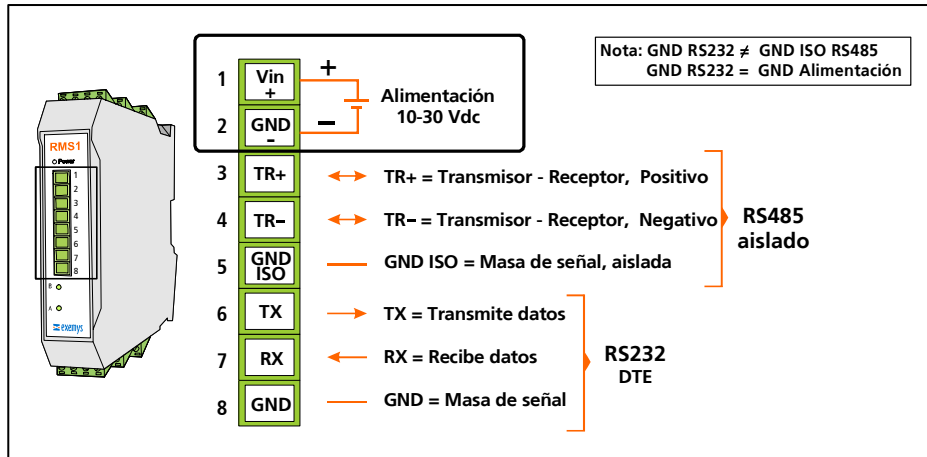 Nota: GND RS232 ≠ GND ISO RS485
GND RS232 = GND Alimentación
RMS1
Power
1
2
3
4
5
6
7
8
B
A
exemys
1
Vin
+
+
2
GND
-
−
Alimentación
10-30 Vdc
3
TR+
TR+ = Transmisor - Receptor, Positivo
4
TR−
TR− = Transmisor - Receptor, Negativo
5
GND
ISO
GND ISO = Masa de señal, aislada
RS485
aislado
6
TX
TX = Transmite datos
7
RX
RX = Recibe datos
8
GND
GND = Masa de señal
RS232
DTE